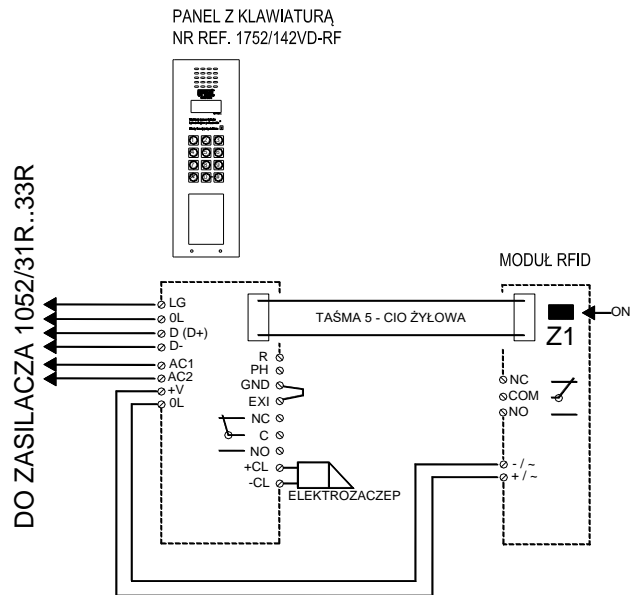 PANEL Z KLAWIATURĄ
NR REF. 1752/142VD-RF
DO ZASILACZA 1052/31R..33R
LG
0L
D (D+)
D-
AC1
AC2
+V
0L
R
PH
GND
EXI
NC
C
NO
+CL
-CL
ELEKTROZACZEP
TAŚMA 5 - CIO ŻYŁOWA
MODUŁ RFID
ON
Z1
NC
COM
NO
- / ~
+ / ~